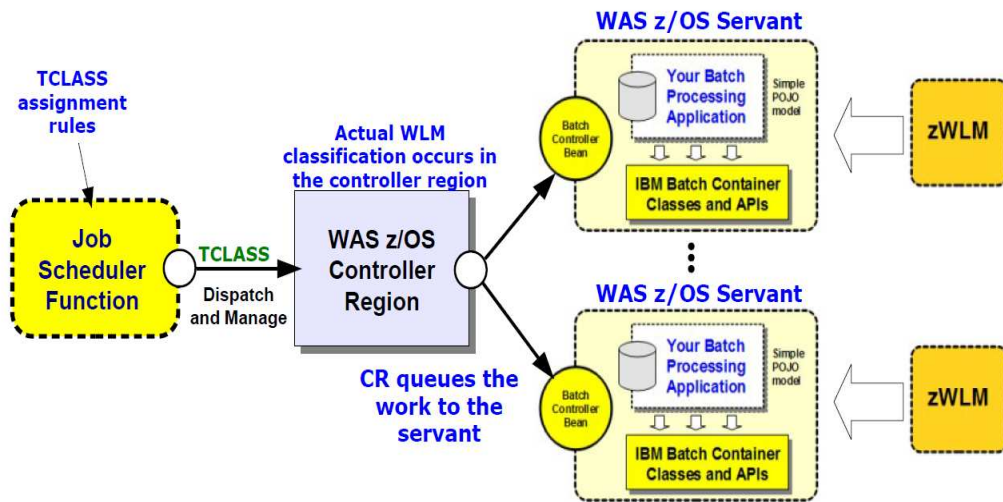 TCLASS
assignment
rules
Job
Scheduler
Function
TCLASS
Dispatch
and Manage
Actual WLM
classification occurs in
the controller region
WAS z/OS
Controller
Region
CR queues the
work to the
servant
WAS z/OS Servant
Batch
Controller
Bean
Your Batch
Processing
Application
Simple
POJO
model
IBM Batch Container
Classes and APIs
zWLM
WAS z/OS Servant
Batch
Controller
Bean
Your Batch
Processing
Application
Simple
POJO
model
IBM Batch Container
Classes and APIs
zWLM